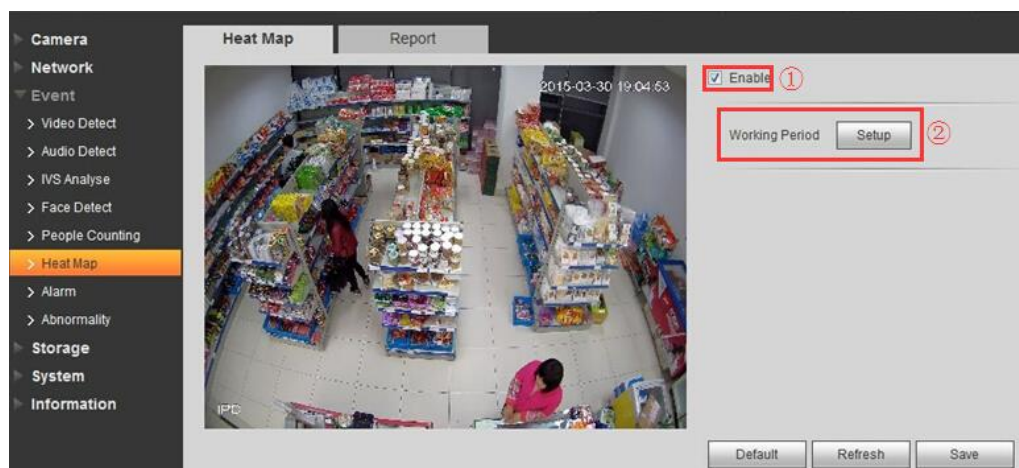 Camera
Network
Event
Video Detect
Audio Detect
IVS Analyse
Face Detect
People Counting
Heat Map
Alarm
Abnormality
Storage
System
Information
Heat Map
Report
2015-03-30 19:04:53
IPD
Enable ①
Working Period Setup ②
Default Refresh Save